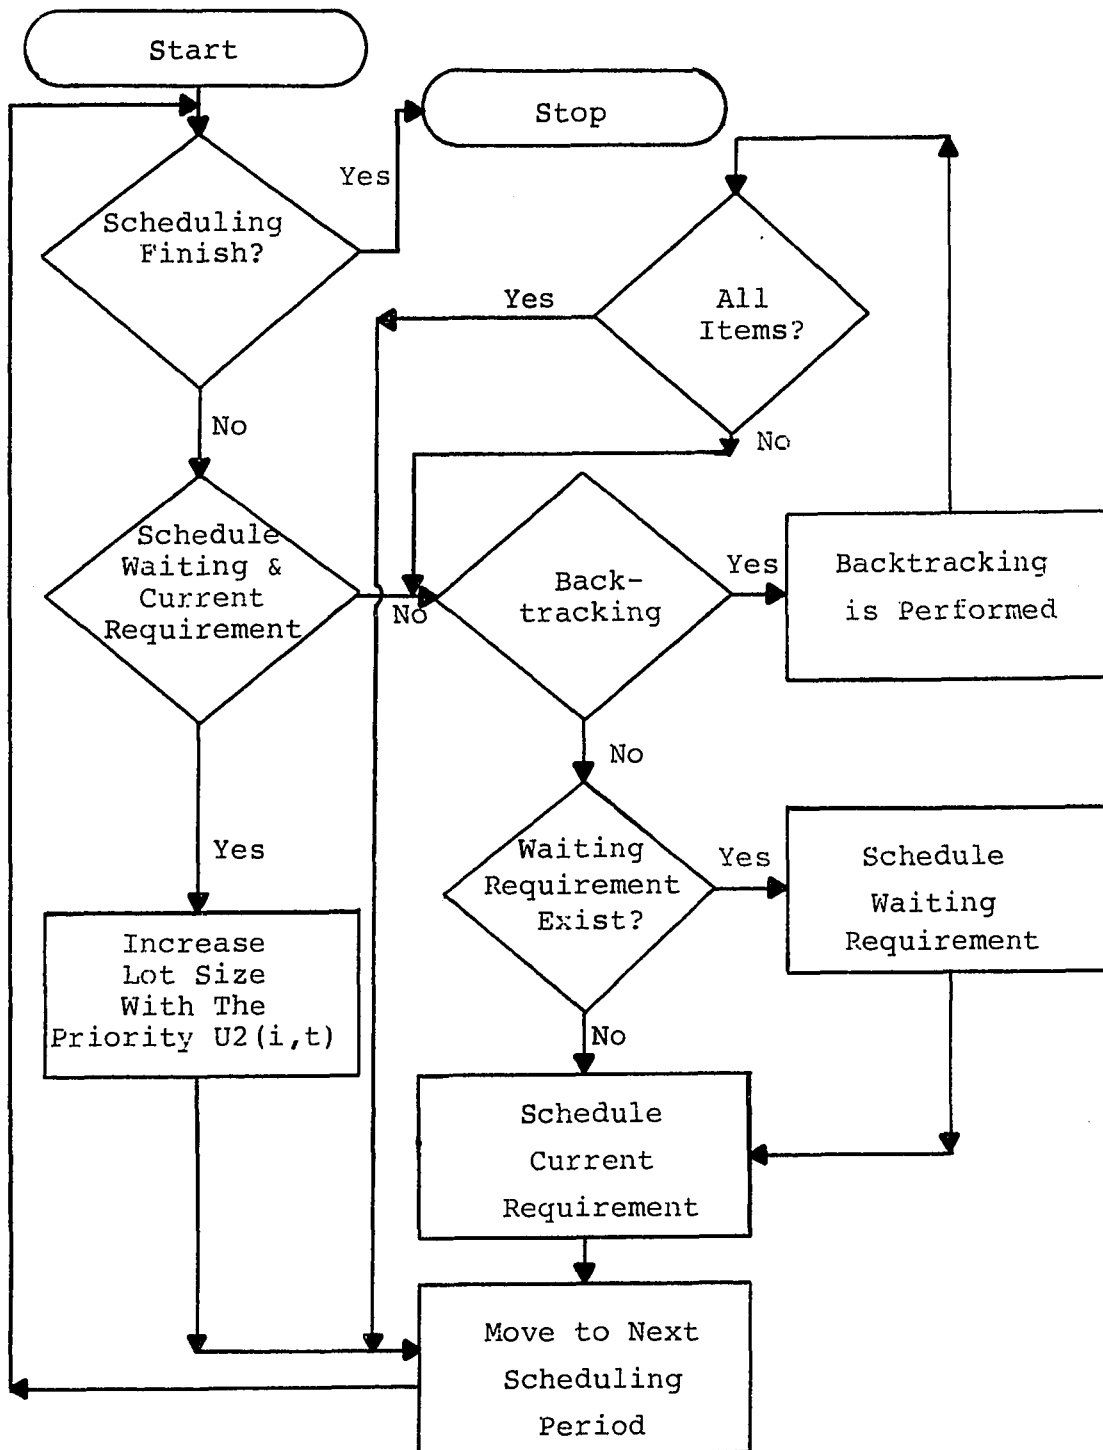 Start
Stop
Yes
Scheduling
Finish?
Yes
All
Items?
No
No
Schedule
Waiting &
Current
Requirement
No
Back-
tracking
Yes
Backtracking
is Performed
No
Yes
Waiting
Requirement
Exist?
Yes
Schedule
Waiting
Requirement
Increase
Lot Size
With The
Priority U2(i,t)
No
Schedule
Current
Requirement
Move to Next
Scheduling
Period